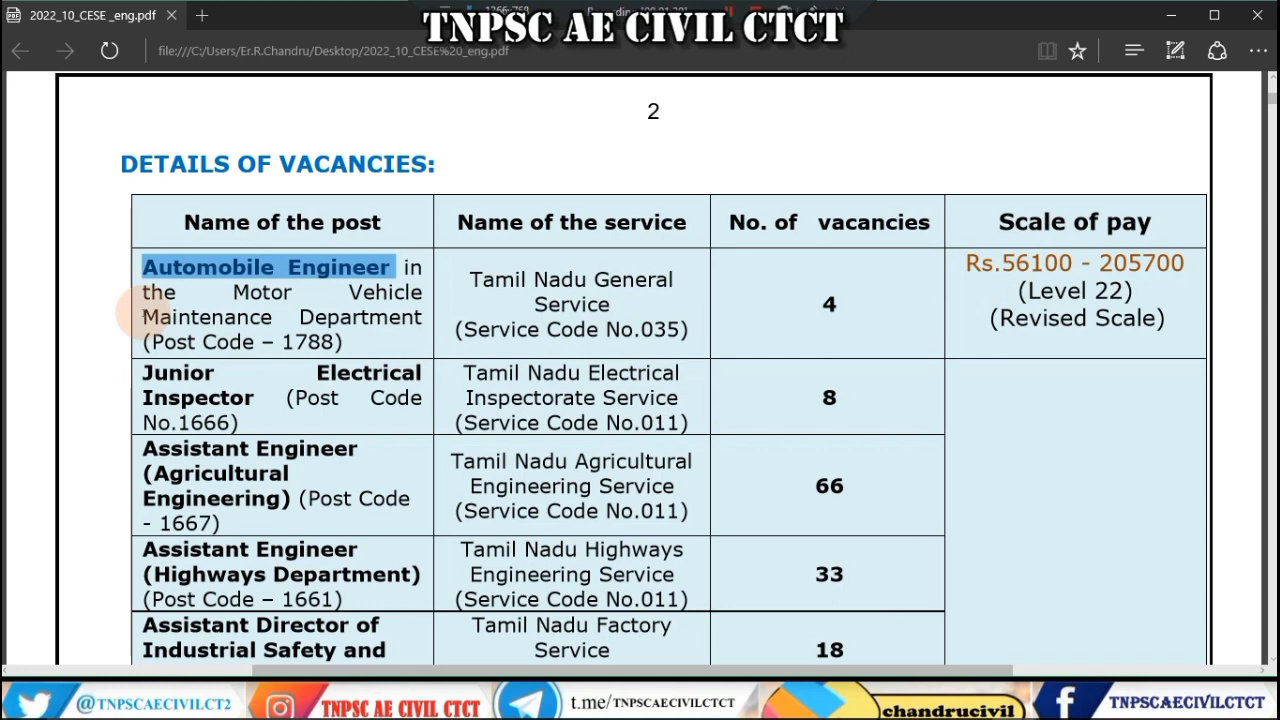 2022_10_CESE _eng.pdf
TNPSC AE CIVIL CTCT
file:///C:/Users/Er.R.Chandru/Desktop/2022_10_CESE%20_eng.pdf
2
DETAILS OF VACANCIES:
Name of the post
Name of the service
No. of vacancies
Scale of pay
Automobile Engineer in
the Motor Vehicle
Maintenance Department
(Post Code – 1788)
Tamil Nadu General
Service
(Service Code No.035)
4
Rs.56100 - 205700
(Level 22)
(Revised Scale)
Junior Electrical
Inspector (Post Code
No.1666)
Tamil Nadu Electrical
Inspectorate Service
(Service Code No.011)
8
Assistant Engineer
(Agricultural
Engineering) (Post Code
- 1667)
Tamil Nadu Agricultural
Engineering Service
(Service Code No.011)
66
Assistant Engineer
(Highways Department)
(Post Code – 1661)
Tamil Nadu Highways
Engineering Service
(Service Code No.011)
33
Assistant Director of
Industrial Safety and
Tamil Nadu Factory
Service
18
@TNPSCAECIVILCT2
TNPSC AE CIVIL CTCT
t.me/TNPSCAECIVILCTCT
chandrucivil
TNPSCAECIVILCTCT